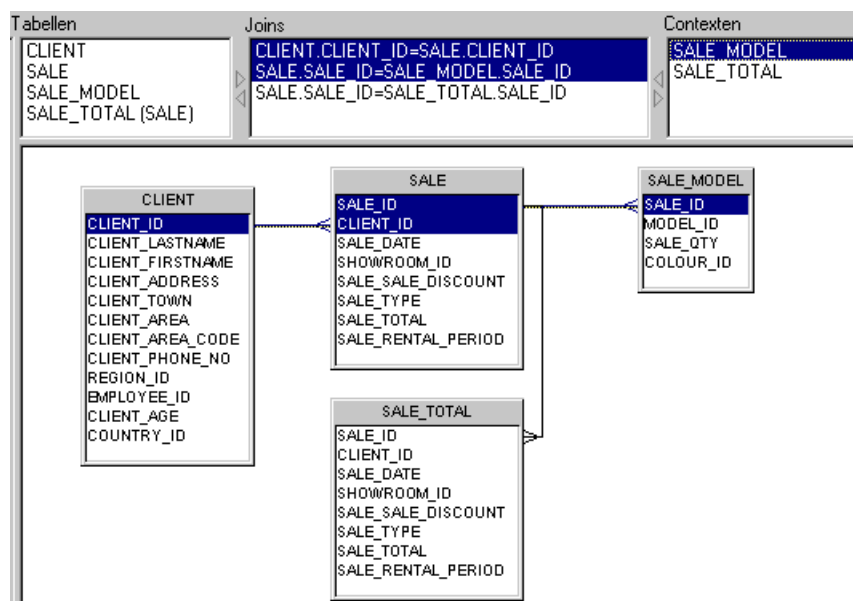 Tabellen
CLIENT
SALE
SALE_MODEL
SALE_TOTAL (SALE)
Joins
CLIENT.CLIENT_ID=SALE.CLIENT_ID
SALE.SALE_ID=SALE_MODEL.SALE_ID
SALE.SALE_ID=SALE_TOTAL.SALE_ID
Contexten
SALE_MODEL
SALE_TOTAL
CLIENT
CLIENT_ID
CLIENT_LASTNAME
CLIENT_FIRSTNAME
CLIENT_ADDRESS
CLIENT_TOWN
CLIENT_AREA
CLIENT_AREA_CODE
CLIENT_PHONE_NO
REGION_ID
EMPLOYEE_ID
CLIENT_AGE
COUNTRY_ID
SALE
SALE_ID
CLIENT_ID
SALE_DATE
SHOWROOM_ID
SALE_SALE_DISCOUNT
SALE_TYPE
SALE_TOTAL
SALE_RENTAL_PERIOD
SALE_MODEL
SALE_ID
MODEL_ID
SALE_QTY
COLOUR_ID
SALE_TOTAL
SALE_ID
CLIENT_ID
SALE_DATE
SHOWROOM_ID
SALE_SALE_DISCOUNT
SALE_TYPE
SALE_TOTAL
SALE_RENTAL_PERIOD